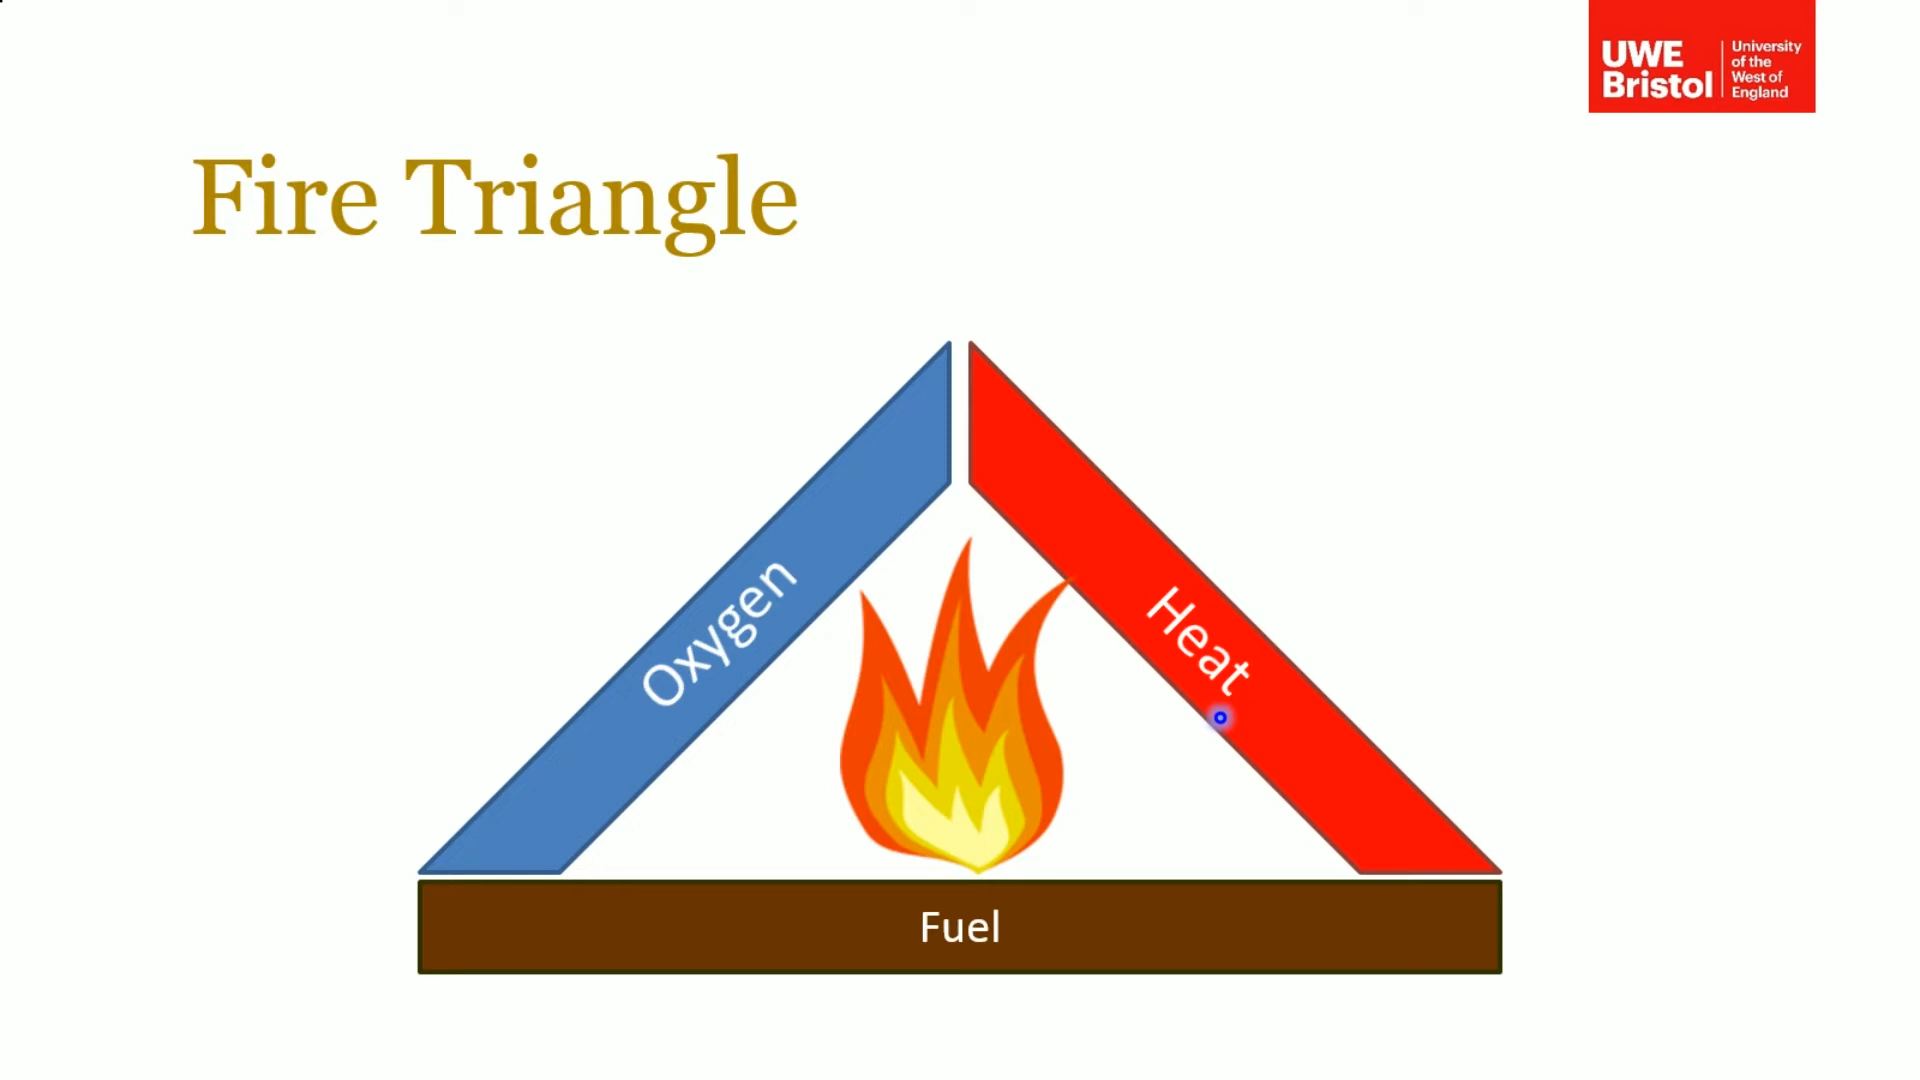 UWE
Bristol
University
of the
West of
England
Fire Triangle
Oxygen
Heat
Fuel